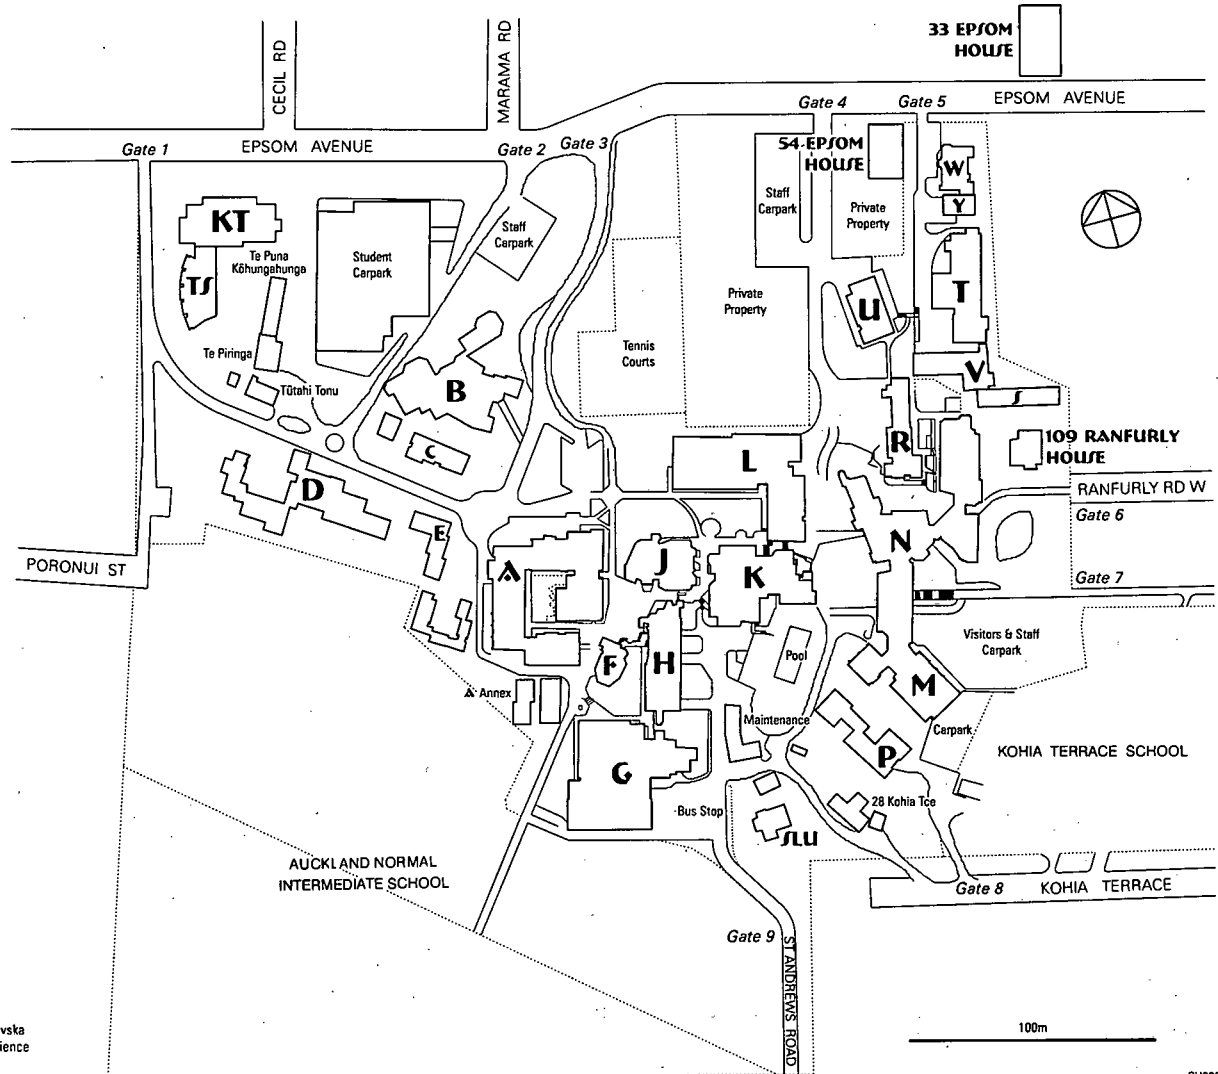 33 EPSOM
HOUSE
CECIL RD
MARAMA RD
Gate 4
Gate 5
EPSOM AVENUE
Gate 1
EPSOM AVENUE
Gate 2
Gate 3
54 EPSOM
HOUSE
W
Y
KT
Staff
Carpark
Private
Property
Staff
Carpark
Te Puna
Kōhungahunga
Student
Carpark
TS
T
U
Private
Property
Te Piringa
Tennis
Courts
Tūtahi Tonu
B
V
S
C
L
R
109 RANFURLY
HOUSE
D
RANFURLY RD W
Gate 6
E
N
PORONUI ST
A
J
K
Gate 7
Visitors & Staff
Carpark
F
H
Pool
M
A Annex
Maintenance
Carpark
P
KOHIA TERRACE SCHOOL
G
28 Kohia Tce
Bus Stop
SLU
AUCKLAND NORMAL
INTERMEDIATE SCHOOL
Gate 8
KOHIA TERRACE
Gate 9
ST ANDREWS ROAD
vska
ience
100m